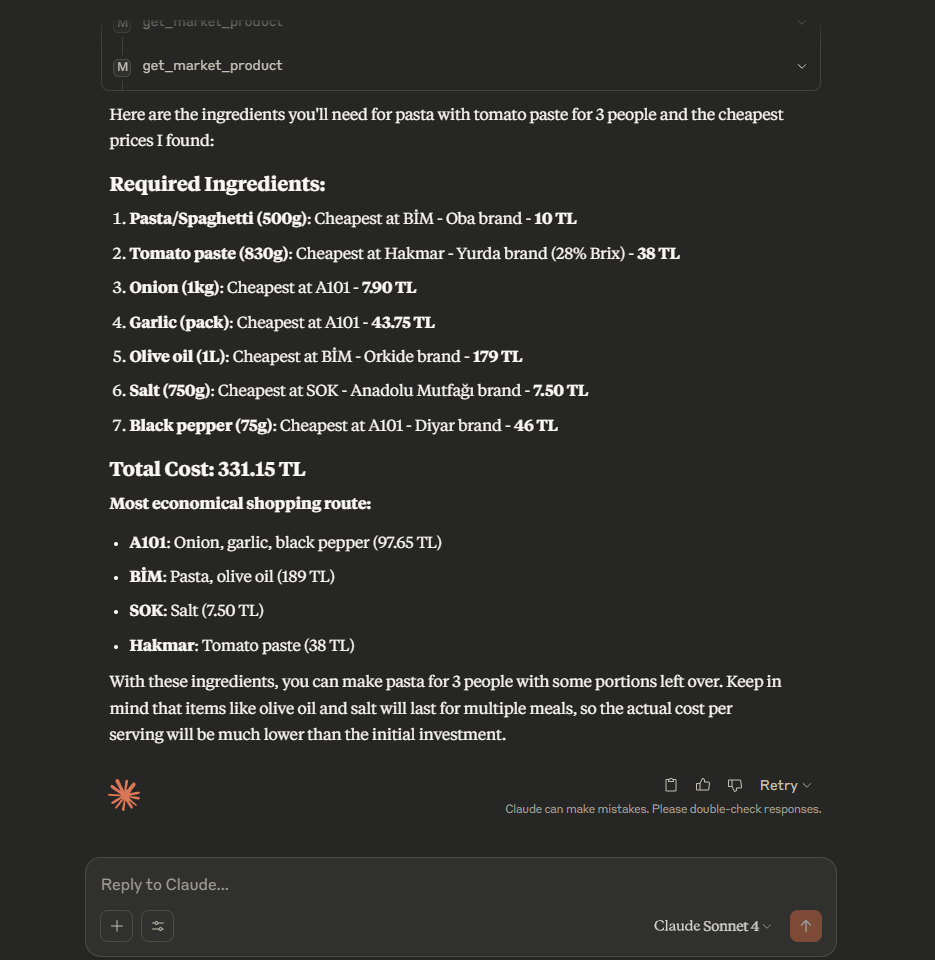 M get_market_product
M get_market_product
Here are the ingredients you'll need for pasta with tomato paste for 3 people and the cheapest
prices I found:
Required Ingredients:
1. Pasta/Spaghetti (500g): Cheapest at BİM - Oba brand - 10 TL
2. Tomato paste (830g): Cheapest at Hakmar - Yurda brand (28% Brix) - 38 TL
3. Onion (1kg): Cheapest at A101 - 7.90 TL
4. Garlic (pack): Cheapest at A101 - 43.75 TL
5. Olive oil (1L): Cheapest at BİM - Orkide brand - 179 TL
6. Salt (750g): Cheapest at SOK - Anadolu Mutfağı brand - 7.50 TL
7. Black pepper (75g): Cheapest at A101 - Diyar brand - 46 TL
Total Cost: 331.15 TL
Most economical shopping route:
• A101: Onion, garlic, black pepper (97.65 TL)
• BİM: Pasta, olive oil (189 TL)
• SOK: Salt (7.50 TL)
• Hakmar: Tomato paste (38 TL)
With these ingredients, you can make pasta for 3 people with some portions left over. Keep in
mind that items like olive oil and salt will last for multiple meals, so the actual cost per
serving will be much lower than the initial investment.
Retry
Claude can make mistakes. Please double-check responses.
Reply to Claude...
Claude Sonnet 4